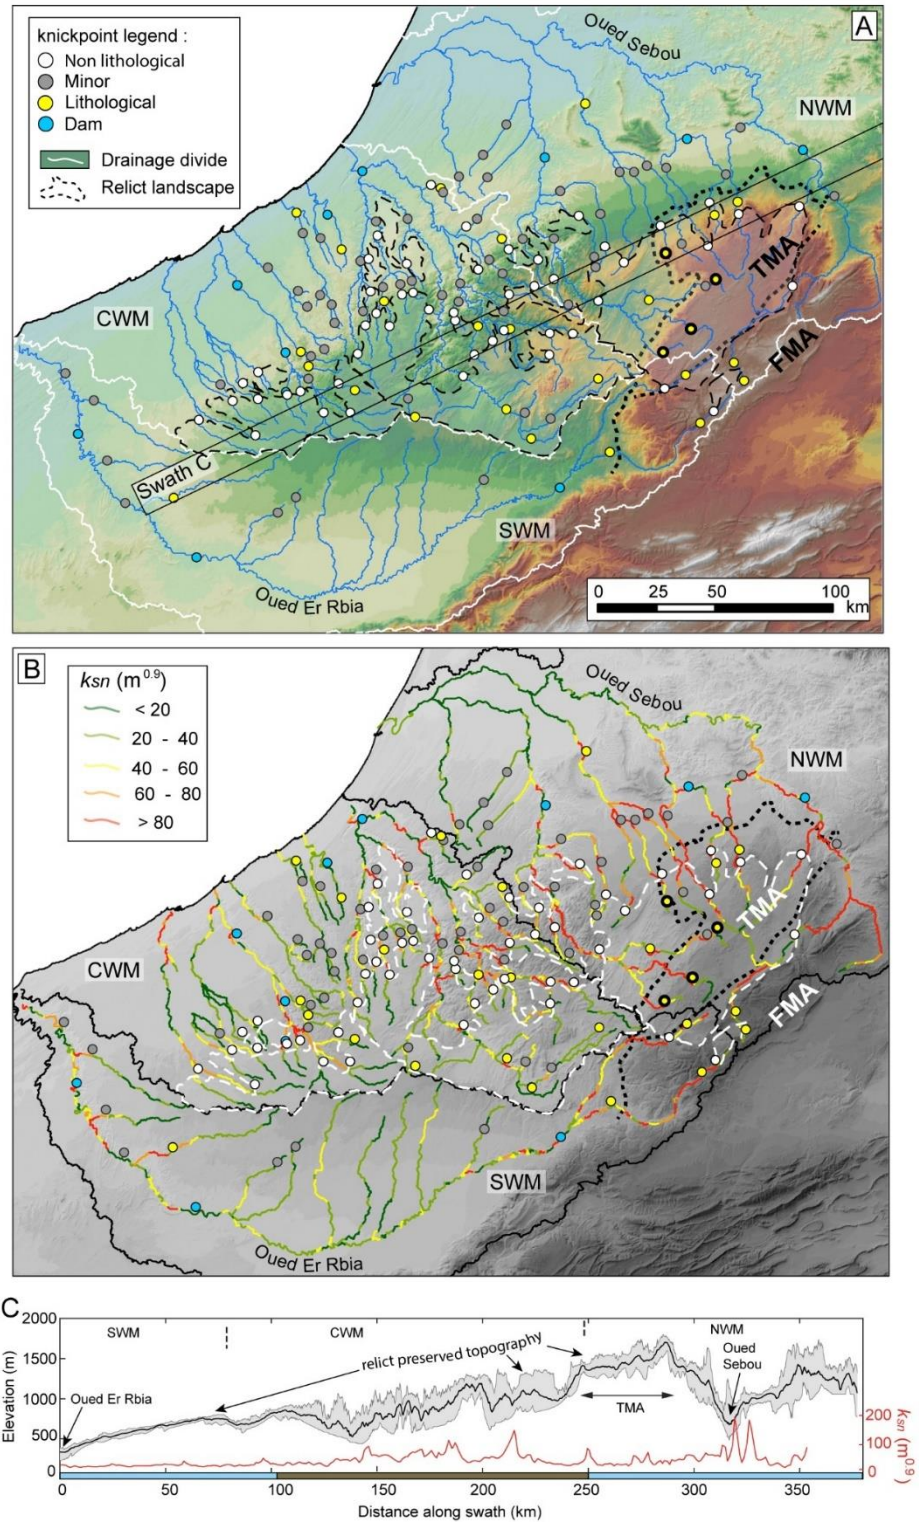 A
knickpoint legend :
Non lithological
Minor
Lithological
Dam
Drainage divide
Relict landscape
Oued Sebou
NWM
TMA
FMA
CWM
Swath C
SWM
Oued Er Rbia
0 25 50 100
km
B
ksn (m0.9)
< 20
20 - 40
40 - 60
60 - 80
> 80
Oued Sebou
NWM
TMA
FMA
CWM
SWM
Oued Er Rbia
C
2000
1500
1000
500
0
Elevation (m)
SWM
CWM
NWM
relict preserved topography
Oued Er Rbia
TMA
Oued
Sebou
200
100
0
ksn (m0.9)
0 50 100 150 200 250 300 350
Distance along swath (km)